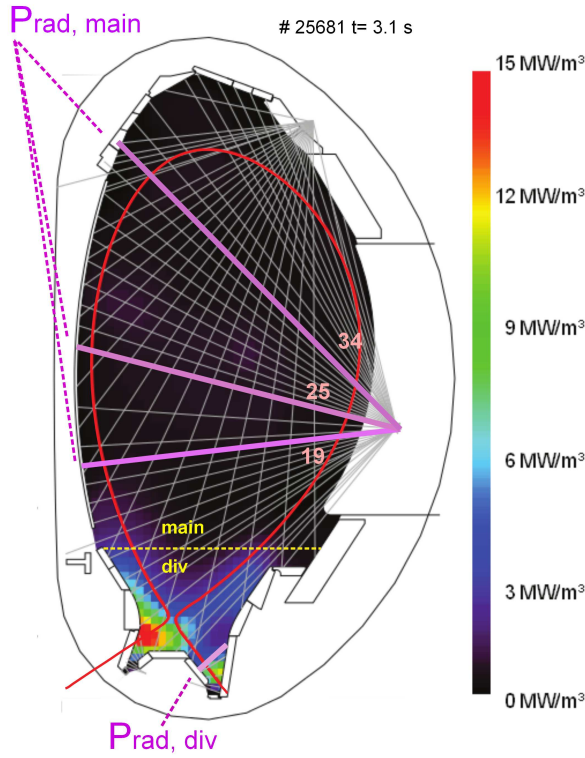 Prad, main
# 25681 t= 3.1 s
15 MW/m³
12 MW/m³
9 MW/m³
34
25
19
6 MW/m³
main
div
3 MW/m³
0 MW/m³
Prad, div